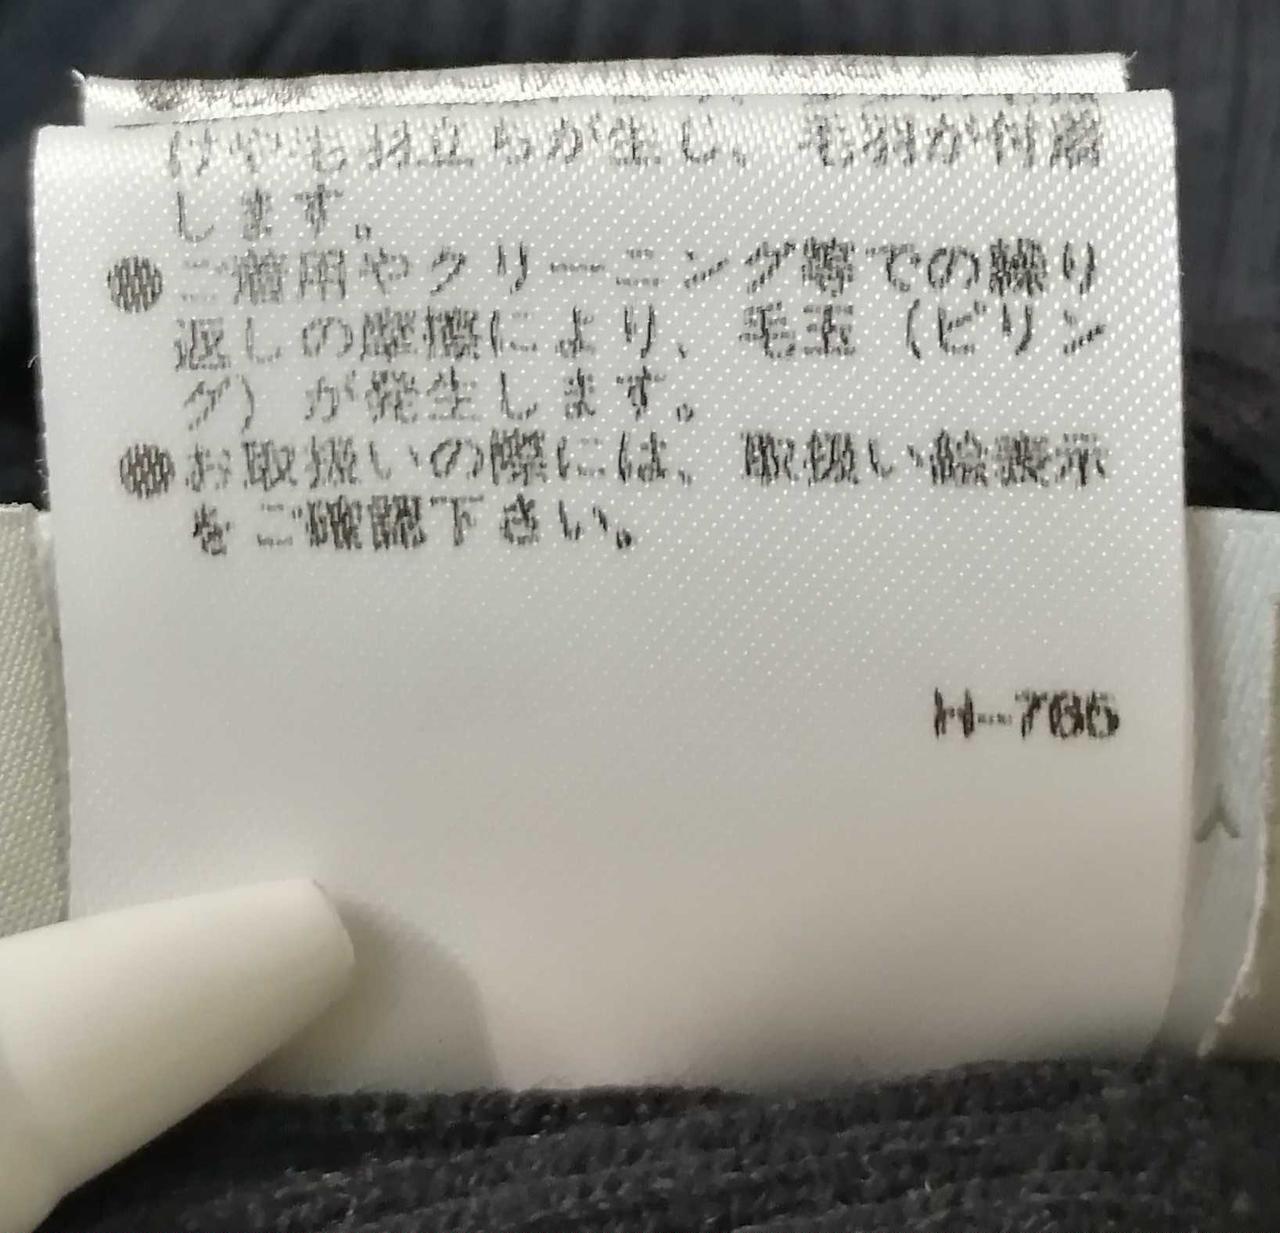 けやも羽立ちが生じ、毛羽が付着
します。
●ご着用やクリーニング等での繰り
返しの摩擦により、毛玉（ピリン
グ）が発生します。
●お取扱いの際には、取扱い絵表示
をご確認下さい。
H-766